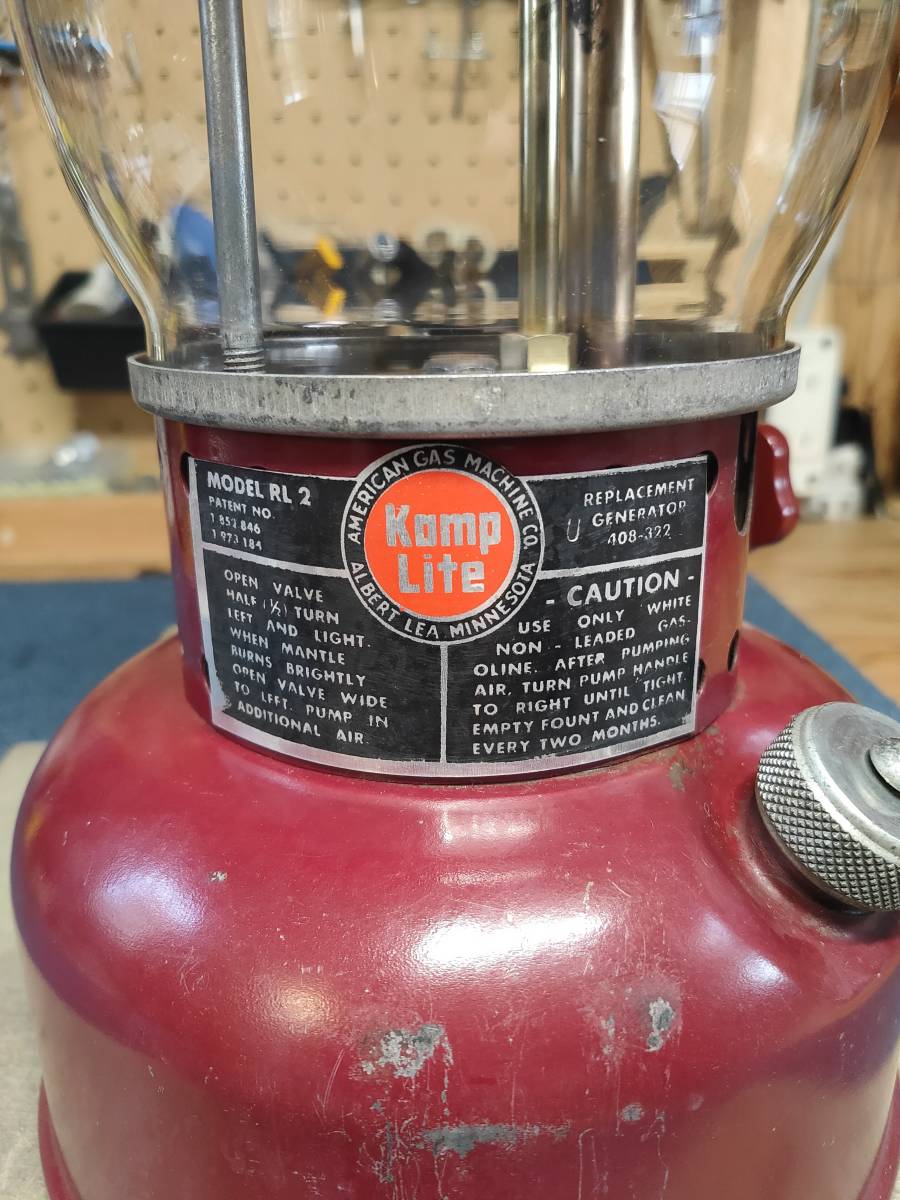 MODEL RL 2
PATENT NO.
1 852 846
1 973 184
AMERICAN GAS MACHINE CO.
Kamp
Lite
ALBERT LEA, MINNESOTA
REPLACEMENT
U GENERATOR
408-322
OPEN VALVE
HALF (½) TURN
LEFT AND LIGHT.
WHEN MANTLE
BURNS BRIGHTLY
OPEN VALVE WIDE
TO LEFT. PUMP IN
ADDITIONAL AIR.
- CAUTION -
USE ONLY WHITE
NON - LEADED GAS-
OLINE. AFTER PUMPING
AIR, TURN PUMP HANDLE
TO RIGHT UNTIL TIGHT.
EMPTY FOUNT AND CLEAN
EVERY TWO MONTHS.